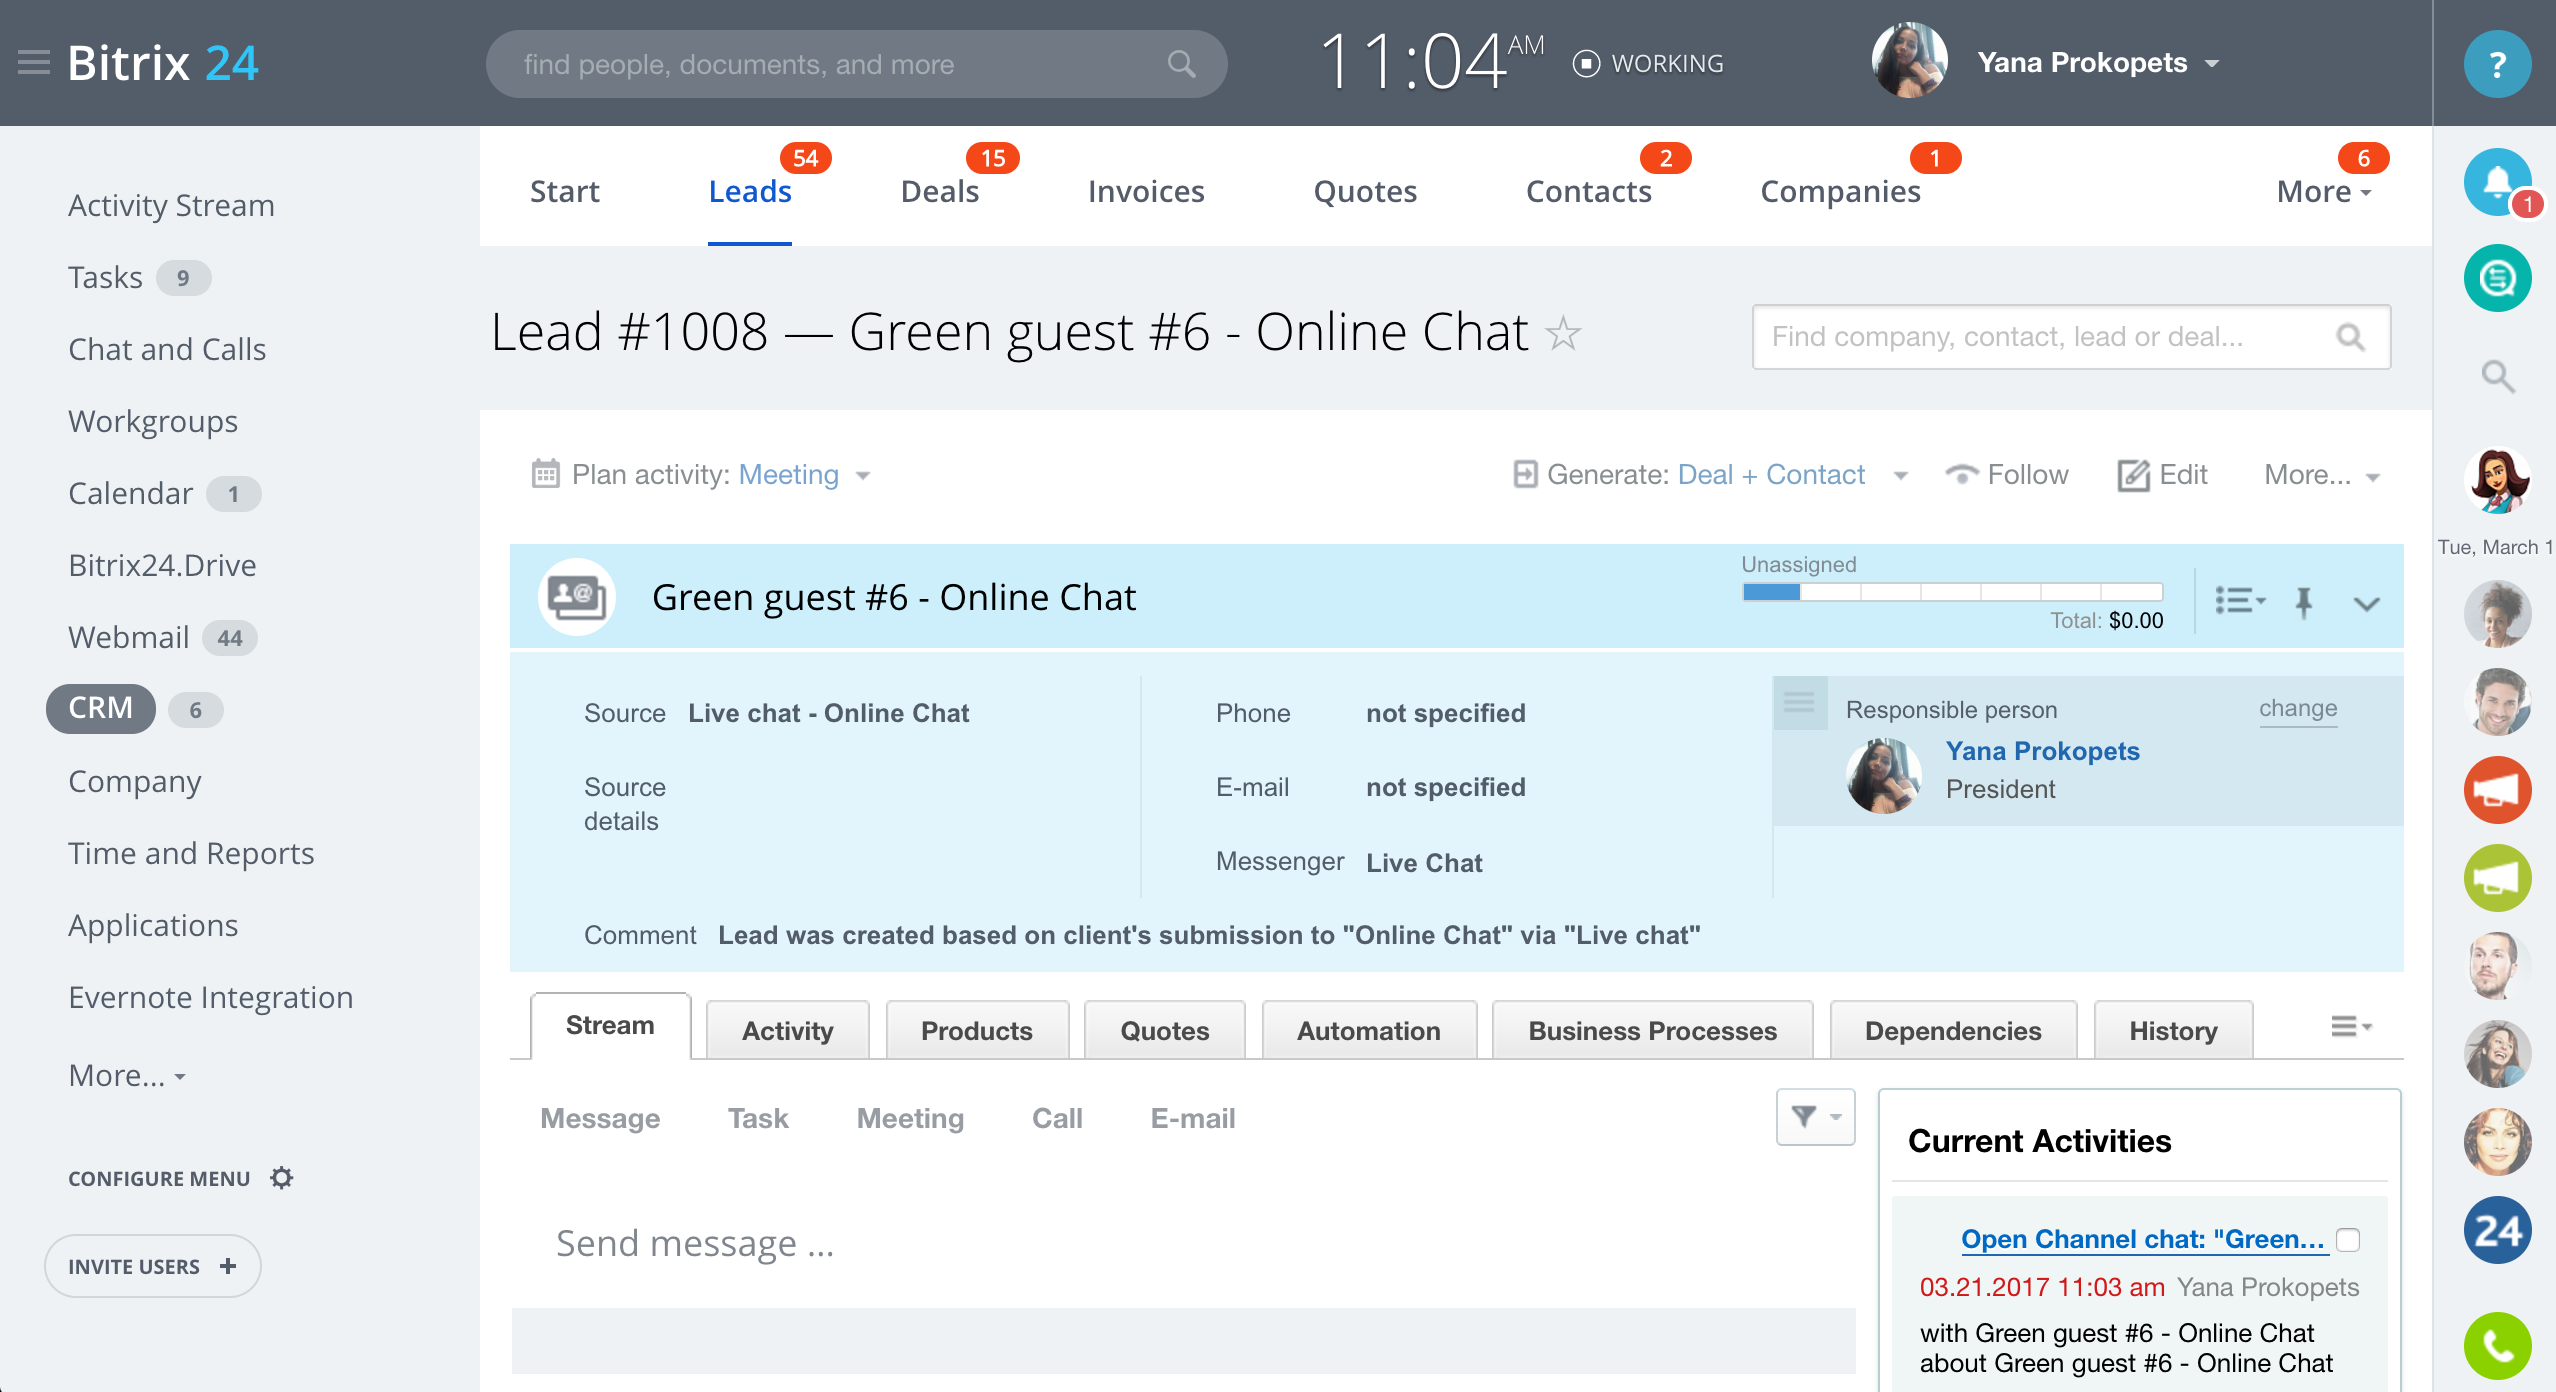 Bitrix 24
find people, documents, and more
11:04 AM
WORKING
Yana Prokopets
?
Activity Stream
Tasks 9
Chat and Calls
Workgroups
Calendar 1
Bitrix24.Drive
Webmail 44
CRM 6
Company
Time and Reports
Applications
Evernote Integration
More...
CONFIGURE MENU
INVITE USERS +
Start
Leads 54
Deals 15
Invoices
Quotes
Contacts 2
Companies 1
More 6
Lead #1008 — Green guest #6 - Online Chat
Find company, contact, lead or deal...
Plan activity: Meeting
Generate: Deal + Contact
Follow
Edit
More...
Green guest #6 - Online Chat
Unassigned
Total: $0.00
Source Live chat - Online Chat
Source
details
Phone not specified
E-mail not specified
Messenger Live Chat
Responsible person
change
Yana Prokopets
President
Comment Lead was created based on client's submission to "Online Chat" via "Live chat"
Stream
Activity
Products
Quotes
Automation
Business Processes
Dependencies
History
Message
Task
Meeting
Call
E-mail
Send message ...
Current Activities
Open Channel chat: "Green...
03.21.2017 11:03 am Yana Prokopets
with Green guest #6 - Online Chat
about Green guest #6 - Online Chat
1
Tue, March 1
24